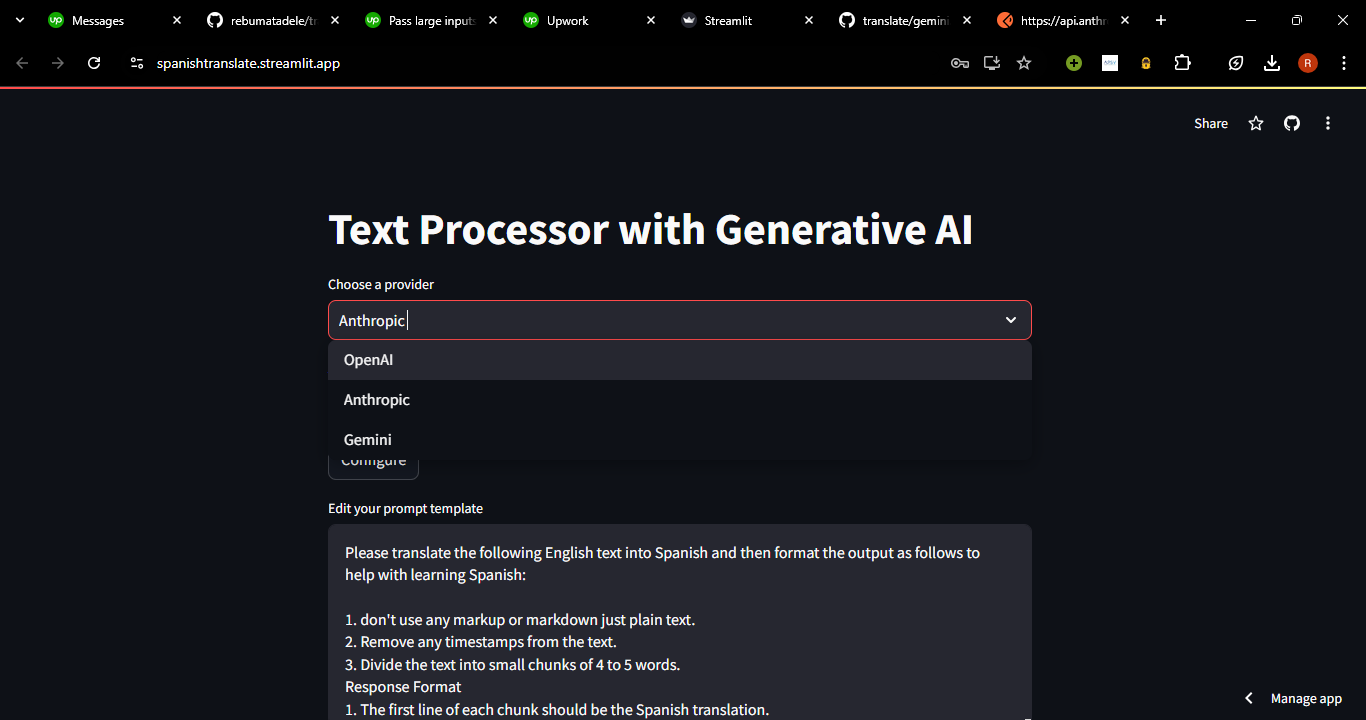 Messages
rebumatadele/tr
Pass large inputs
Upwork
Streamlit
translate/gemini
https://api.anthr
spanishtranslate.streamlit.app
R
Share
Text Processor with Generative AI
Choose a provider
Anthropic
OpenAI
Anthropic
Gemini
Configure
Edit your prompt template
Please translate the following English text into Spanish and then format the output as follows to
help with learning Spanish:
1. don't use any markup or markdown just plain text.
2. Remove any timestamps from the text.
3. Divide the text into small chunks of 4 to 5 words.
Response Format
1. The first line of each chunk should be the Spanish translation.
Manage app